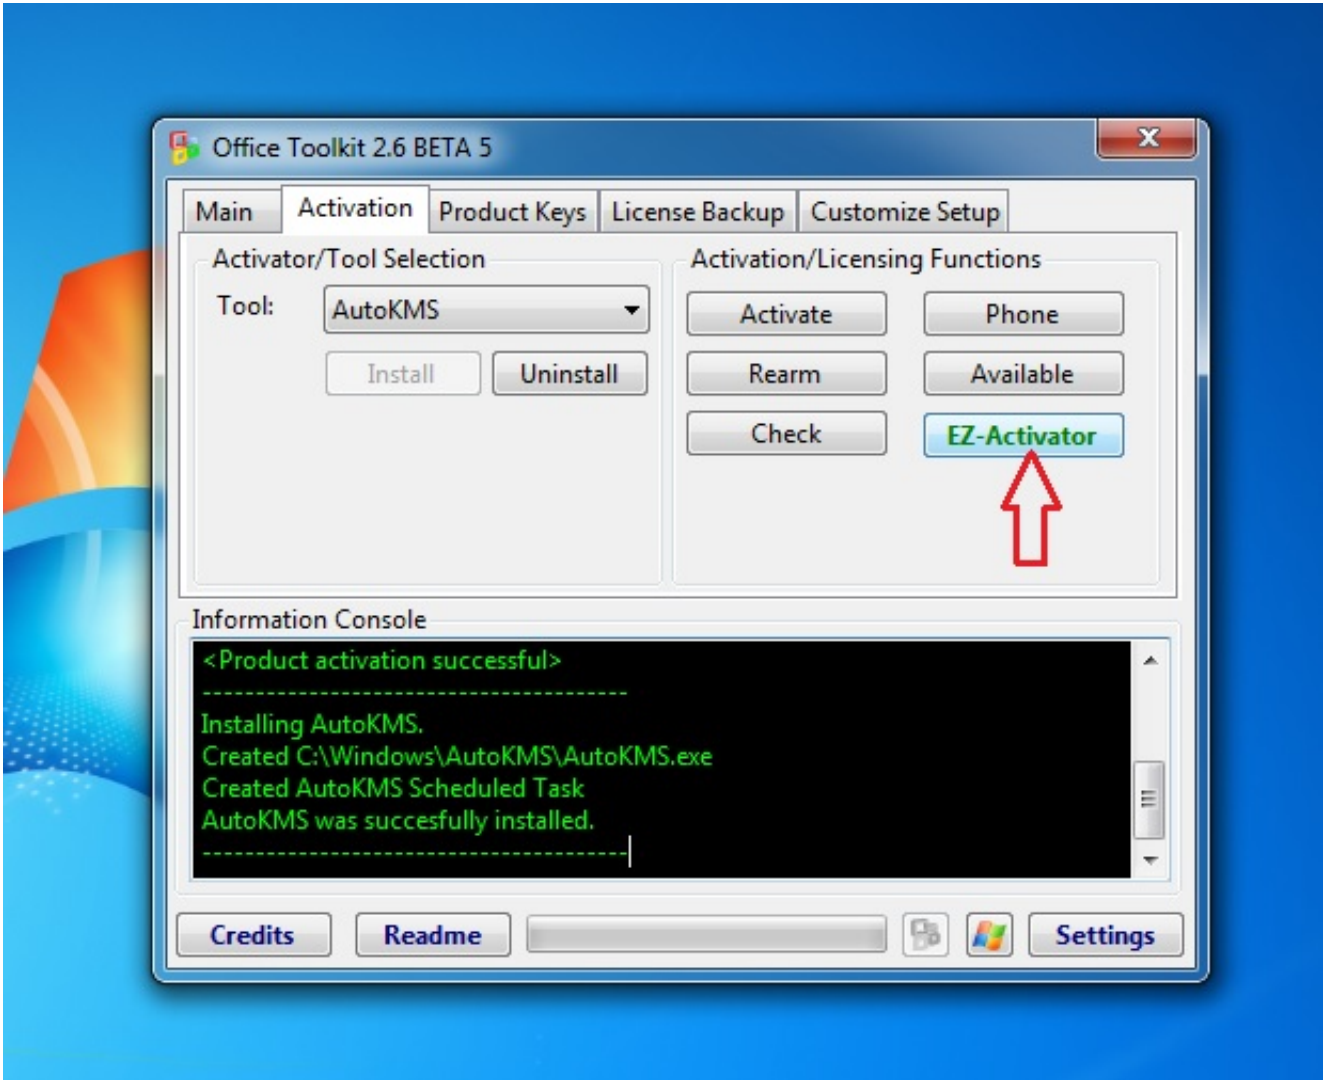 Office Toolkit 2.6 BETA 5
Main Activation Product Keys License Backup Customize Setup
Activator/Tool Selection
Tool: AutoKMS
Install Uninstall
Activation/Licensing Functions
Activate Phone
Rearm Available
Check EZ-Activator
Information Console
<Product activation successful>
----------------------------------------
Installing AutoKMS.
Created C:\Windows\AutoKMS\AutoKMS.exe
Created AutoKMS Scheduled Task
AutoKMS was succesfully installed.
----------------------------------------
Credits Readme Settings